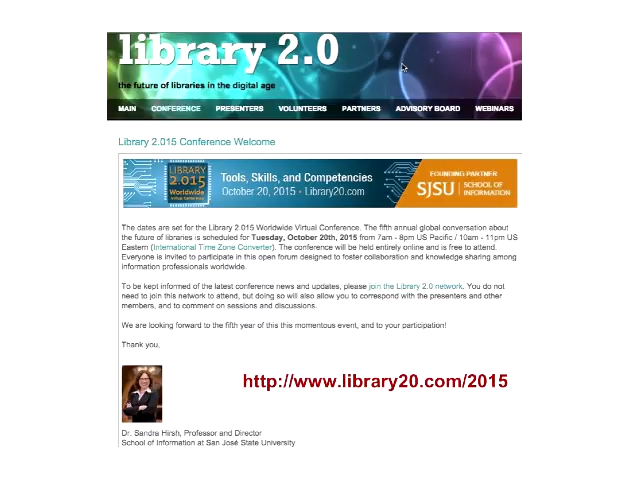 library 2.0
the future of libraries in the digital age
MAIN CONFERENCE PRESENTERS VOLUNTEERS PARTNERS ADVISORY BOARD WEBINARS
Library 2.015 Conference Welcome
LIBRARY
2.015
Worldwide
Virtual Conference
Tools, Skills, and Competencies
October 20, 2015 - Library20.com
FOUNDING PARTNER
SJSU SCHOOL OF
INFORMATION
The dates are set for the Library 2.015 Worldwide Virtual Conference. The fifth annual global conversation about
the future of libraries is scheduled for Tuesday, October 20th, 2015 from 7am - 8pm US Pacific / 10am - 11pm US
Eastern (International Time Zone Converter). The conference will be held entirely online and is free to attend.
Everyone is invited to participate in this open forum designed to foster collaboration and knowledge sharing among
information professionals worldwide.
To be kept informed of the latest conference news and updates, please join the Library 2.0 network. You do not
need to join this network to attend, but doing so will also allow you to correspond with the presenters and other
members, and to comment on sessions and discussions.
We are looking forward to the fifth year of this this momentous event, and to your participation!
Thank you,
http://www.library20.com/2015
Dr. Sandra Hirsh, Professor and Director
School of Information at San José State University